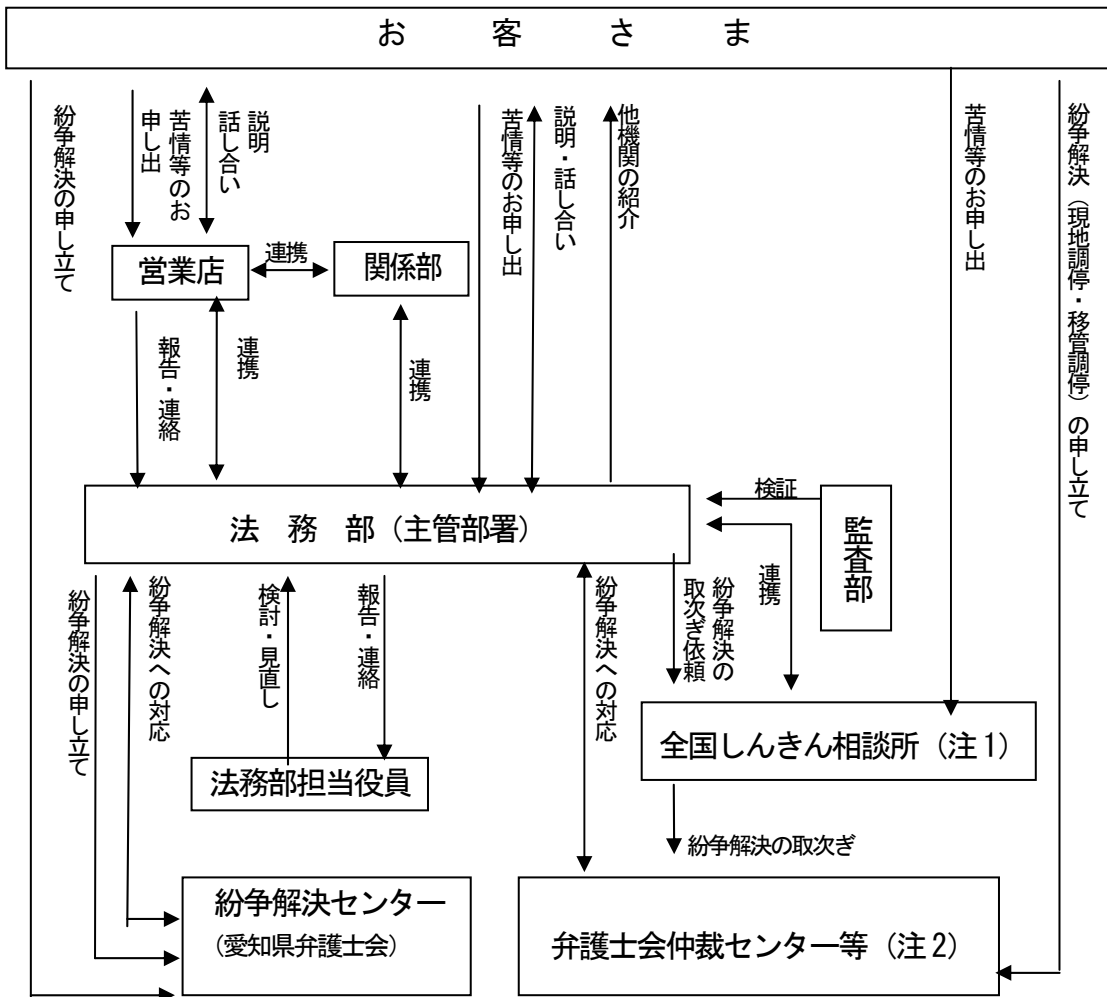 お客さま
紛争解決の申し立て
苦情等のお
申し出
説明
話し合い
苦情等のお申し出
説明・話し合い
他機関の紹介
苦情等のお申し出
紛争解決（現地調停・移管調停）の申し立て
営業店
連携
関係部
報告・連絡
連携
連携
法務部（主管部署）
検証
監査部
連携
紛争解決の申し立て
紛争解決への対応
検討・見直し
報告・連絡
紛争解決への対応
紛争解決の
取次ぎ依頼
全国しんきん相談所（注1）
法務部担当役員
紛争解決の取次ぎ
紛争解決センター
（愛知県弁護士会）
弁護士会仲裁センター等（注2）